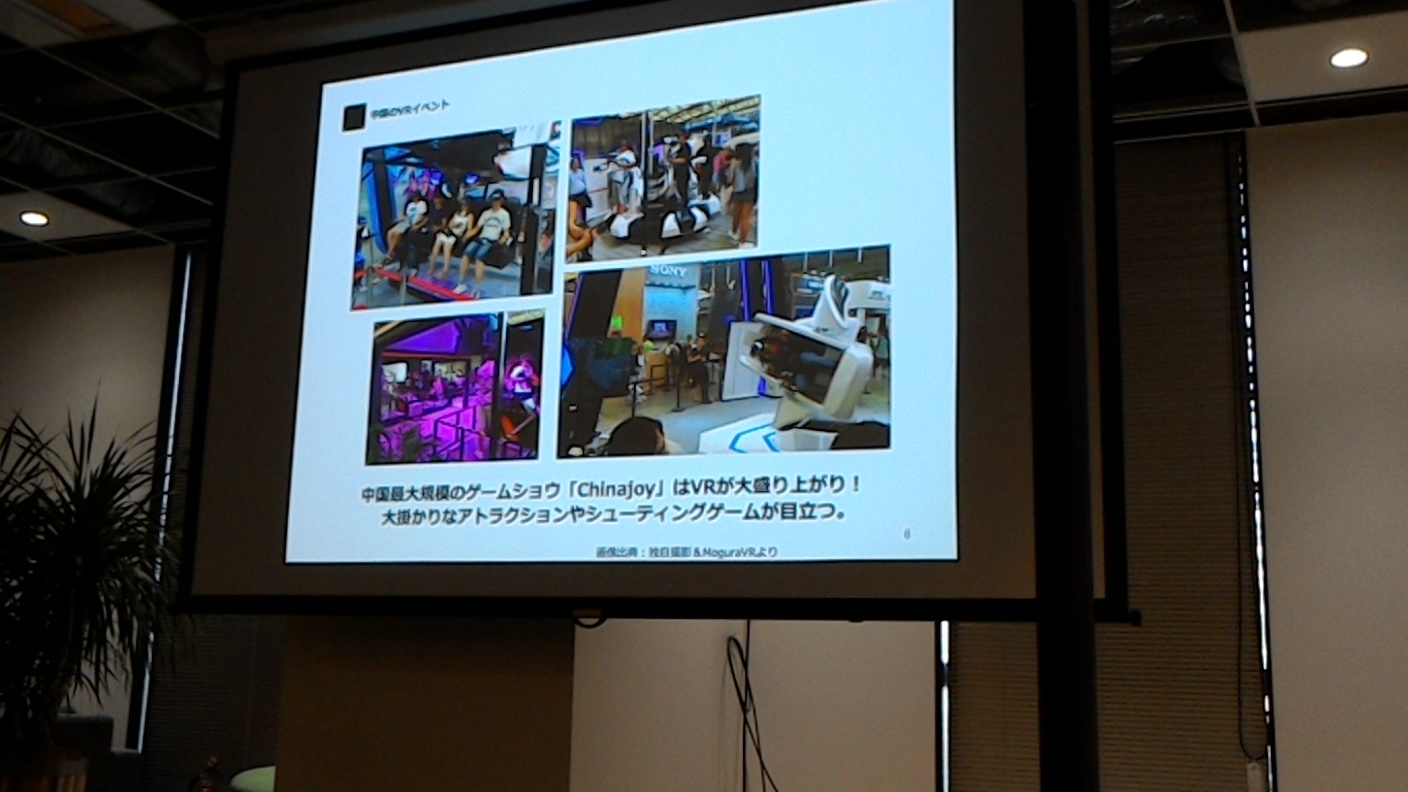 中国のVRイベント
SONY
中国最大規模のゲームショウ「Chinajoy」はVRが大盛り上がり！
大掛かりなアトラクションやシューティングゲームが目立つ。
6
画像出典：独自撮影&MoguraVRより